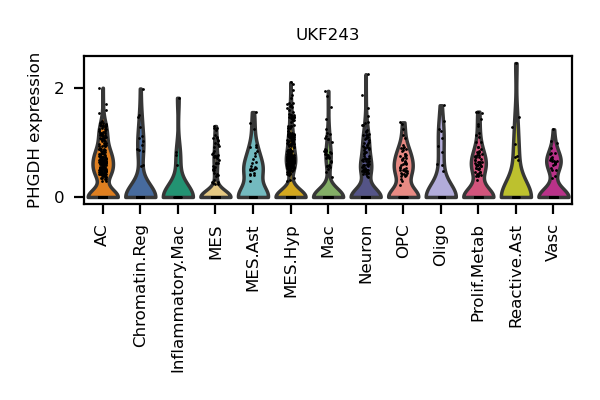 UKF243
PHGDH expression
2
0
AC
Chromatin.Reg
Inflammatory.Mac
MES
MES.Ast
MES.Hyp
Mac
Neuron
OPC
Oligo
Prolif.Metab
Reactive.Ast
Vasc